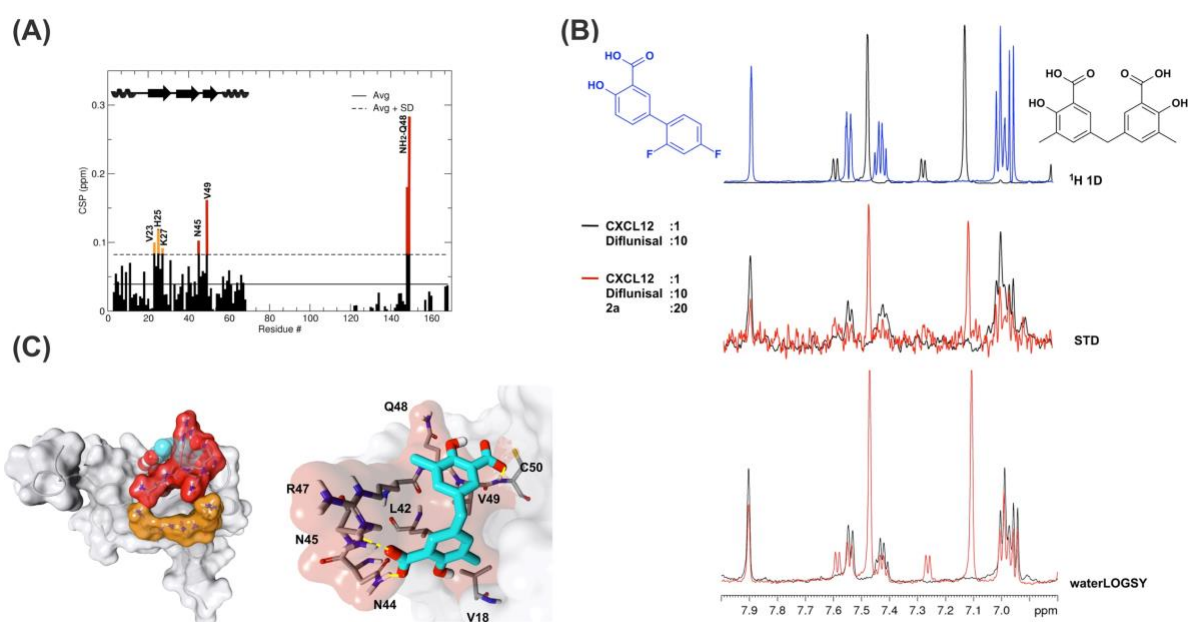 (A)
CSP (ppm)
0.3
0.2
0.1
0
Avg
Avg + SD
V23
H25
K27
N45
V49
NH2-Q48
0 20 40 60 80 100 120 140 160
Residue #
(B)
HO O
HO
F F
OH O O OH
HO OH
¹H 1D
CXCL12 :1
Diflunisal :10
CXCL12 :1
Diflunisal :10
2a :20
STD
waterLOGSY
7.9 7.8 7.7 7.6 7.5 7.4 7.3 7.2 7.1 7.0 ppm
(C)
Q48
C50
R47
L42
V49
N45
N44
V18